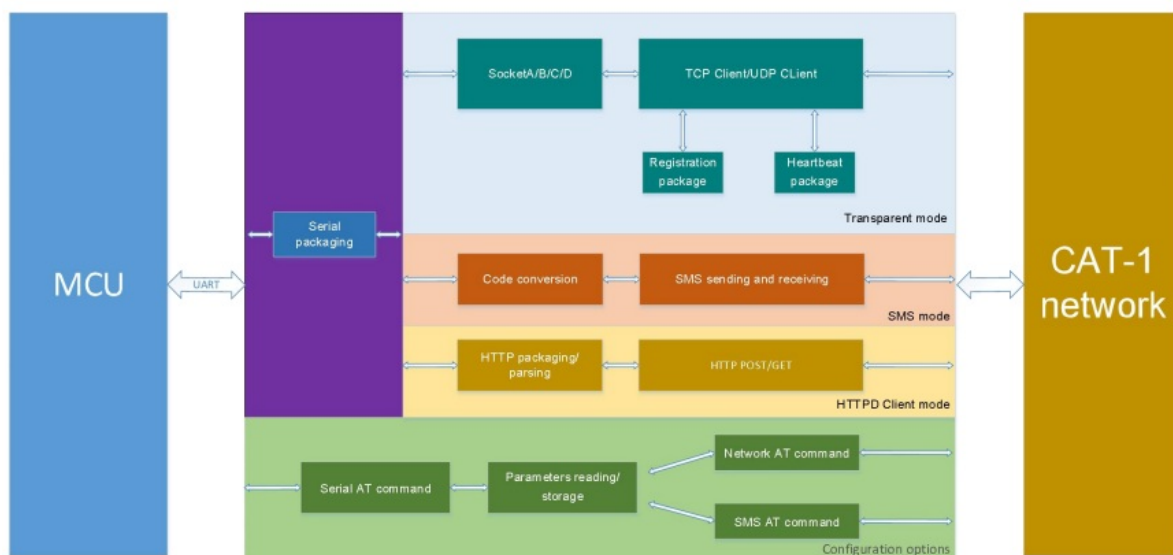 MCU
UART
Serial
packaging
SocketA/B/C/D
TCP Client/UDP CLient
Registration
package
Heartbeat
package
Transparent mode
Code conversion
SMS sending and receiving
SMS mode
HTTP packaging/
parsing
HTTP POST/GET
HTTPD Client mode
Serial AT command
Parameters reading/
storage
Network AT command
SMS AT command
Configuration options
CAT-1
network